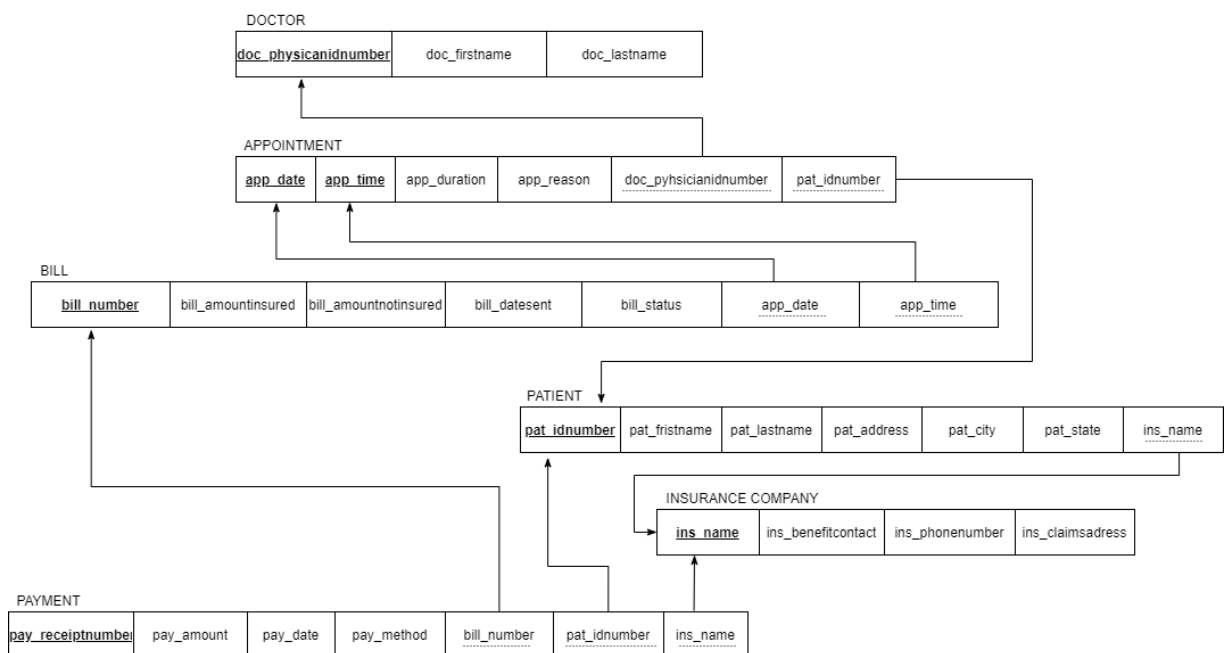 DOCTOR
doc_physicanidnumber doc_firstname doc_lastname
APPOINTMENT
app_date app_time app_duration app_reason doc_pyhsicianidnumber pat_idnumber
BILL
bill_number bill_amountinsured bill_amountnotinsured bill_datesent bill_status app_date app_time
PATIENT
pat_idnumber pat_fristname pat_lastname pat_address pat_city pat_state ins_name
INSURANCE COMPANY
ins_name ins_benefitcontact ins_phonenumber ins_claimsadress
PAYMENT
pay_receiptnumber pay_amount pay_date pay_method bill_number pat_idnumber ins_name